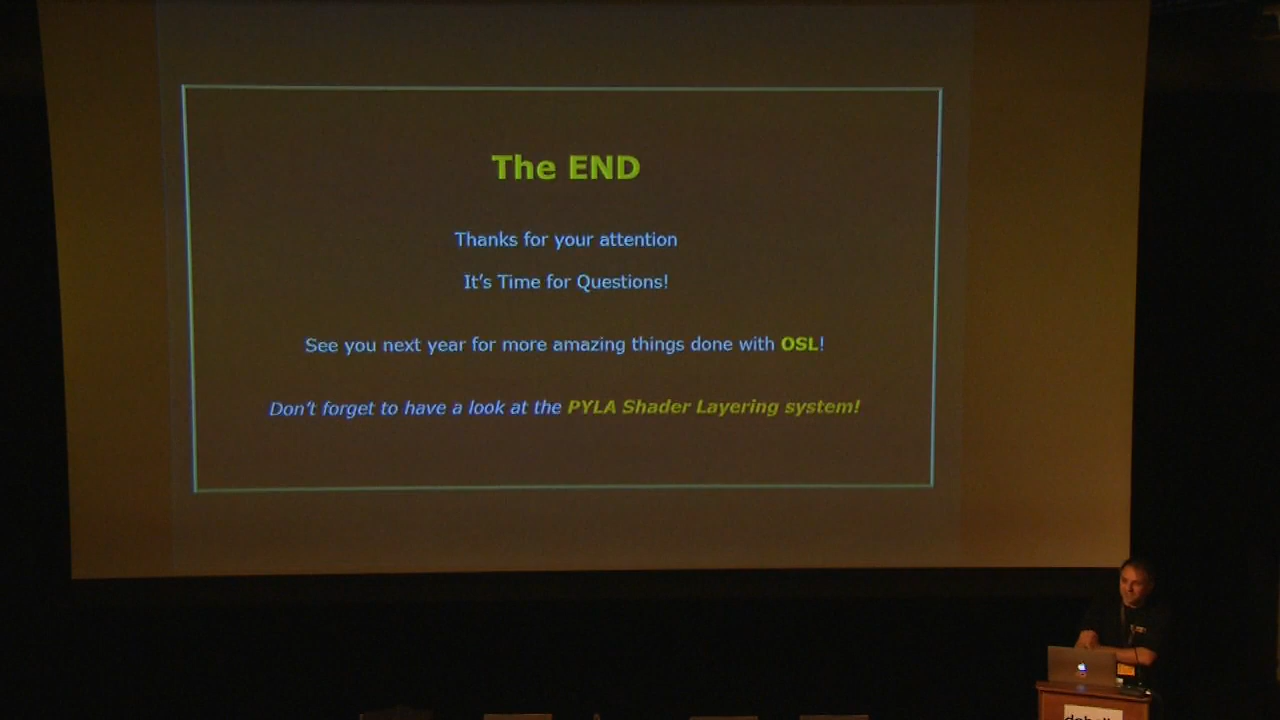 The END
Thanks for your attention
It's Time for Questions!
See you next year for more amazing things done with OSL!
Don't forget to have a look at the PYLA Shader Layering system!